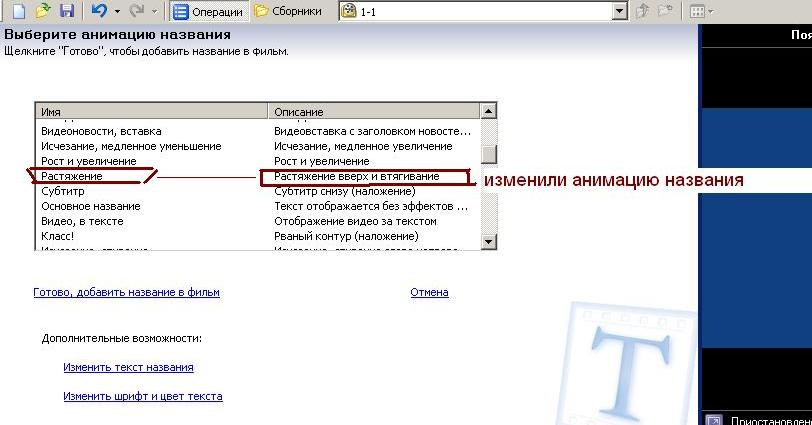 Операции Сборники 1-1
Выберите анимацию названия
Щелкните "Готово", чтобы добавить название в фильм.
Поя
Имя Описание
Видеоновости, вставка Видеовставка с заголовком новосте...
Исчезание, медленное уменьшение Исчезание, медленное увеличение
Рост и увеличение Рост и увеличение
Растяжение Растяжение вверх и втягивание
изменили анимацию названия
Субтитр Субтитр снизу (наложение)
Основное название Текст отображается без эффектов ...
Видео, в тексте Отображение видео за текстом
Класс! Рваный контур (наложение)
Готово, добавить название в фильм Отмена
Дополнительные возможности:
Изменить текст названия
Изменить шрифт и цвет текста
T
Приостановлено